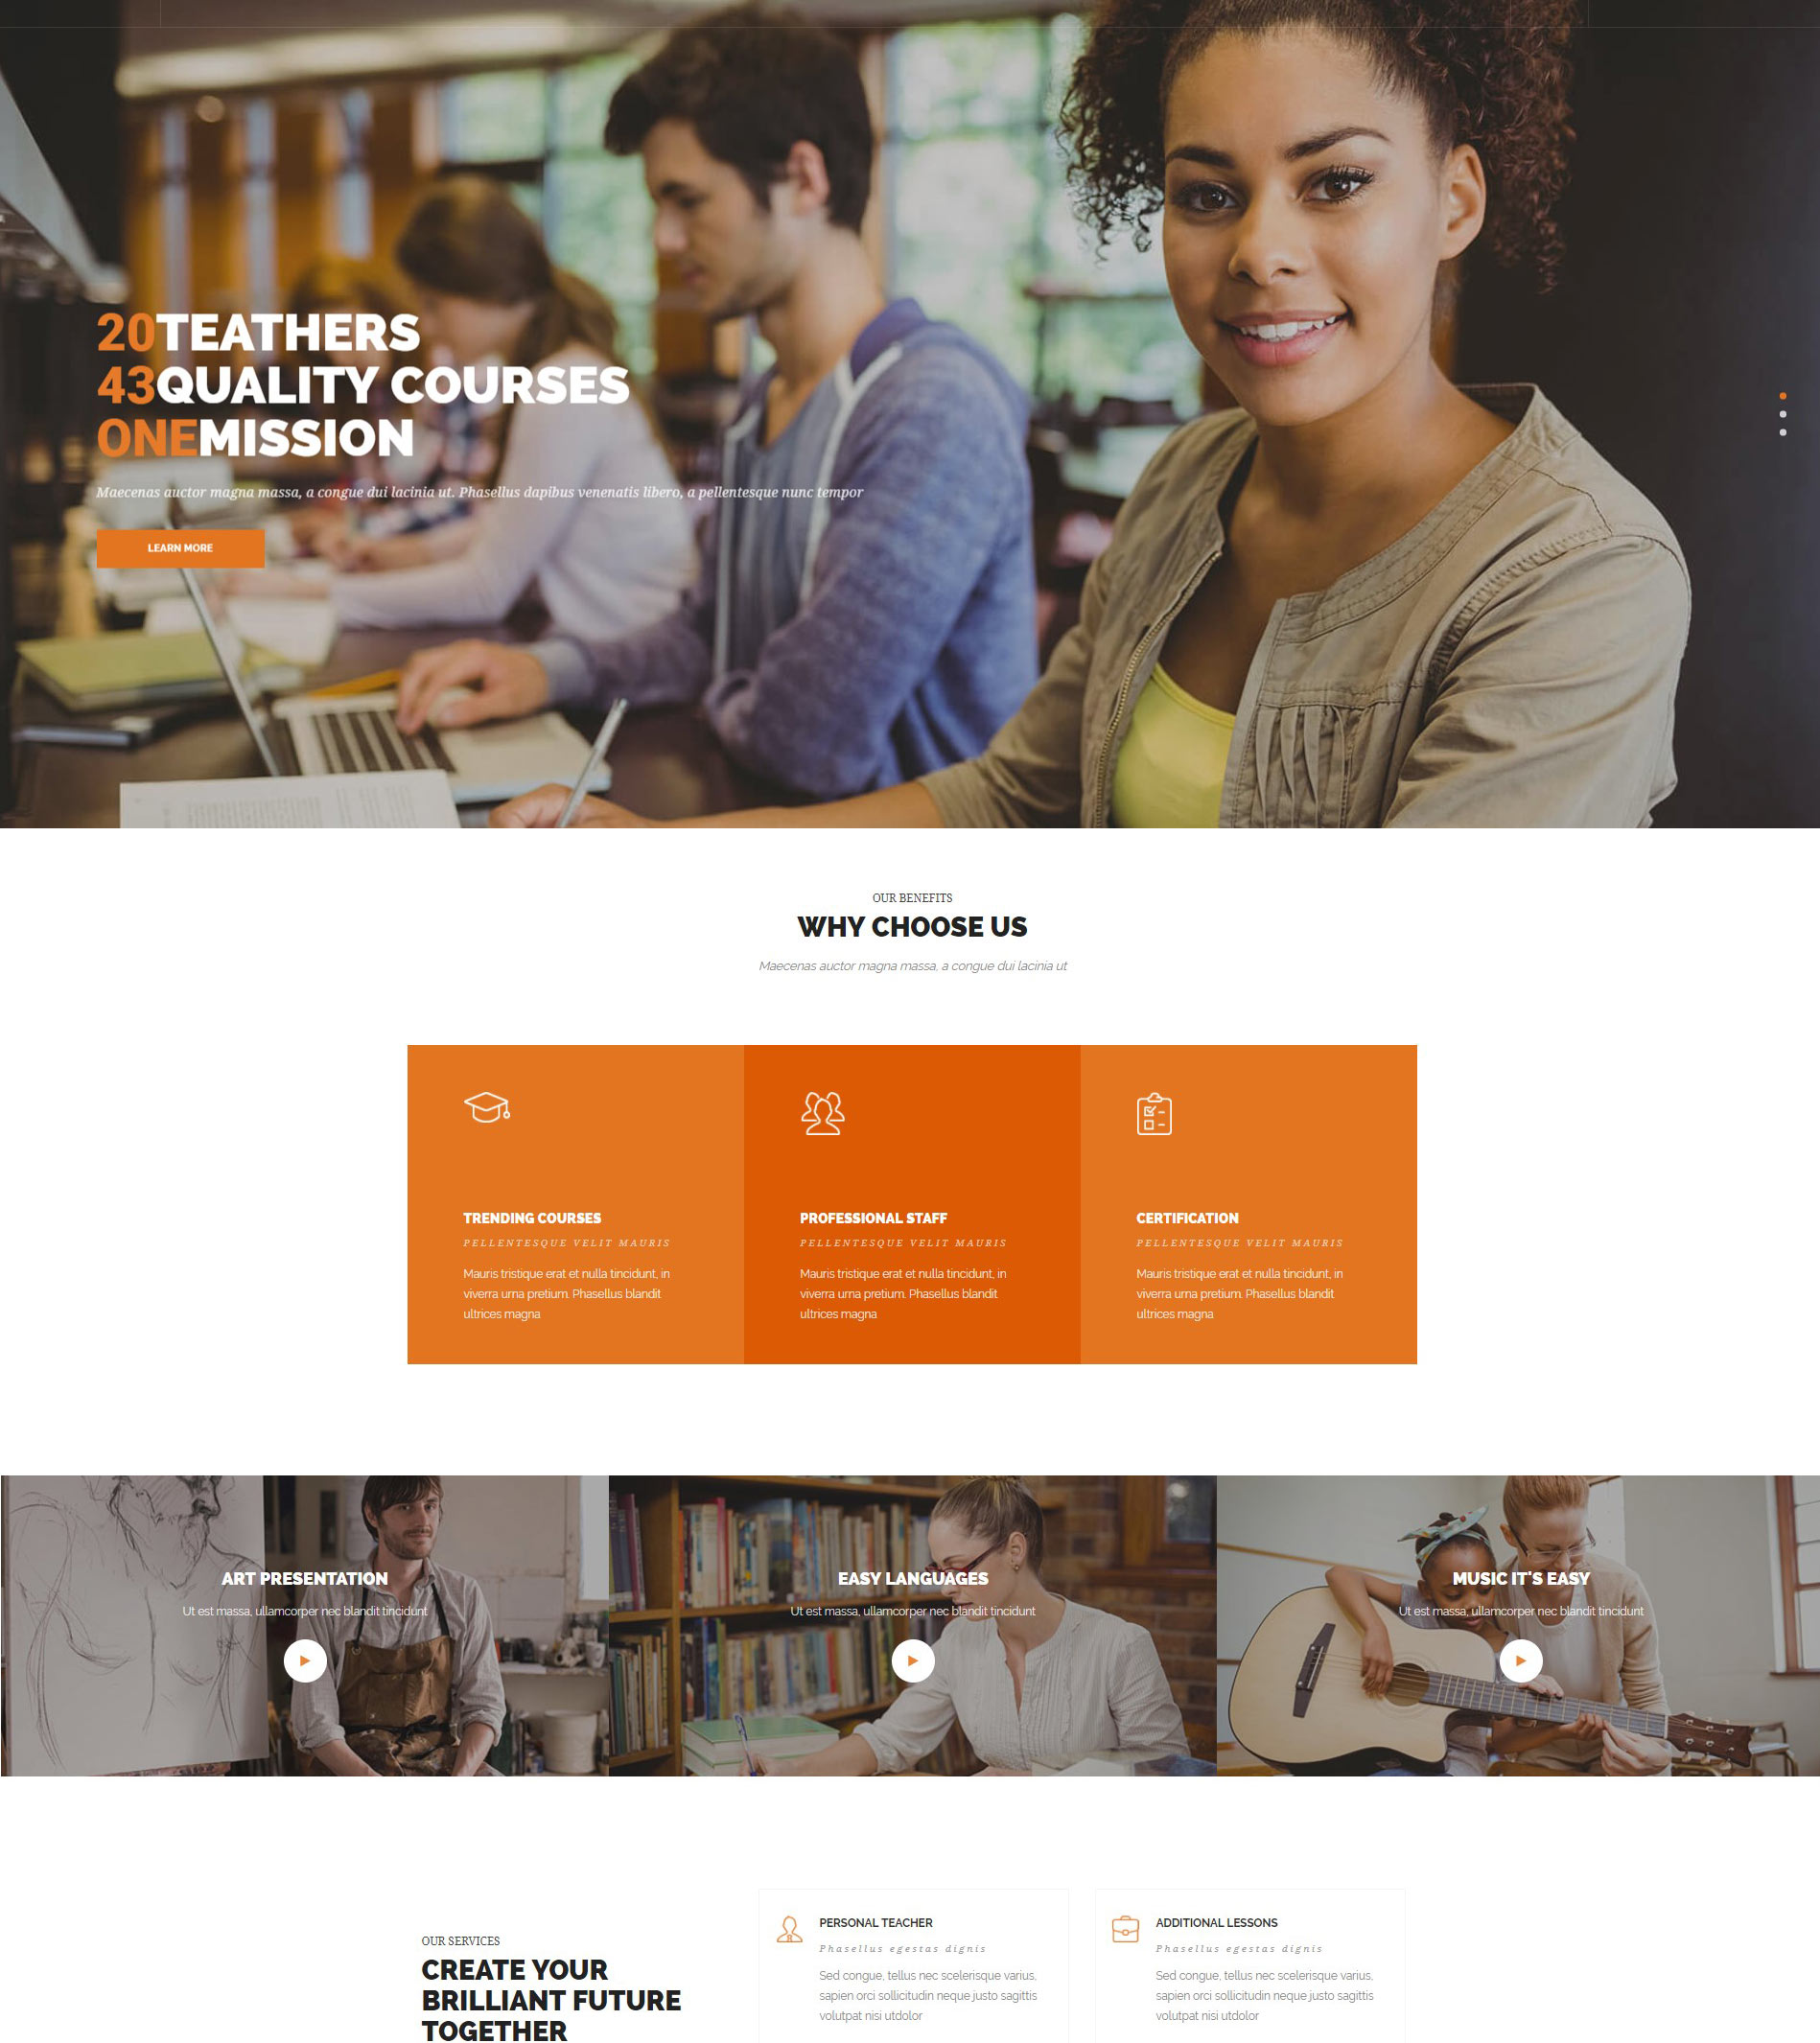 20TEATHERS
43QUALITY COURSES
ONEMISSION
Maecenas auctor magna massa, a congue dui lacinia ut. Phasellus dapibus venenatis libero, a pellentesque nunc tempor
LEARN MORE
OUR BENEFITS
WHY CHOOSE US
Maecenas auctor magna massa, a congue dui lacinia ut
TRENDING COURSES
PELLENTESQUE VELIT MAURIS
Mauris tristique erat et nulla tincidunt, in
viverra urna pretium. Phasellus blandit
ultrices magna
PROFESSIONAL STAFF
PELLENTESQUE VELIT MAURIS
Mauris tristique erat et nulla tincidunt, in
viverra urna pretium. Phasellus blandit
ultrices magna
CERTIFICATION
PELLENTESQUE VELIT MAURIS
Mauris tristique erat et nulla tincidunt, in
viverra urna pretium. Phasellus blandit
ultrices magna
ART PRESENTATION
Ut est massa, ullamcorper nec blandit tincidunt
EASY LANGUAGES
Ut est massa, ullamcorper nec blandit tincidunt
MUSIC IT'S EASY
Ut est massa, ullamcorper nec blandit tincidunt
OUR SERVICES
CREATE YOUR
BRILLIANT FUTURE
TOGETHER
PERSONAL TEACHER
Phasellus egestas dignis
Sed congue, tellus nec scelerisque varius,
sapien orci sollicitudin neque justo sagittis
volutpat nisi utdolor
ADDITIONAL LESSONS
Phasellus egestas dignis
Sed congue, tellus nec scelerisque varius,
sapien orci sollicitudin neque justo sagittis
volutpat nisi utdolor